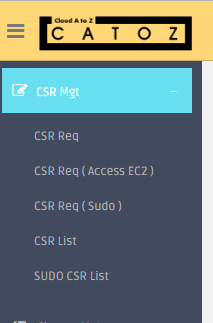 Cloud A to Z
CATOZ
CSR Mgt
CSR Req
CSR Req ( Access EC2 )
CSR Req ( Sudo )
CSR List
SUDO CSR List